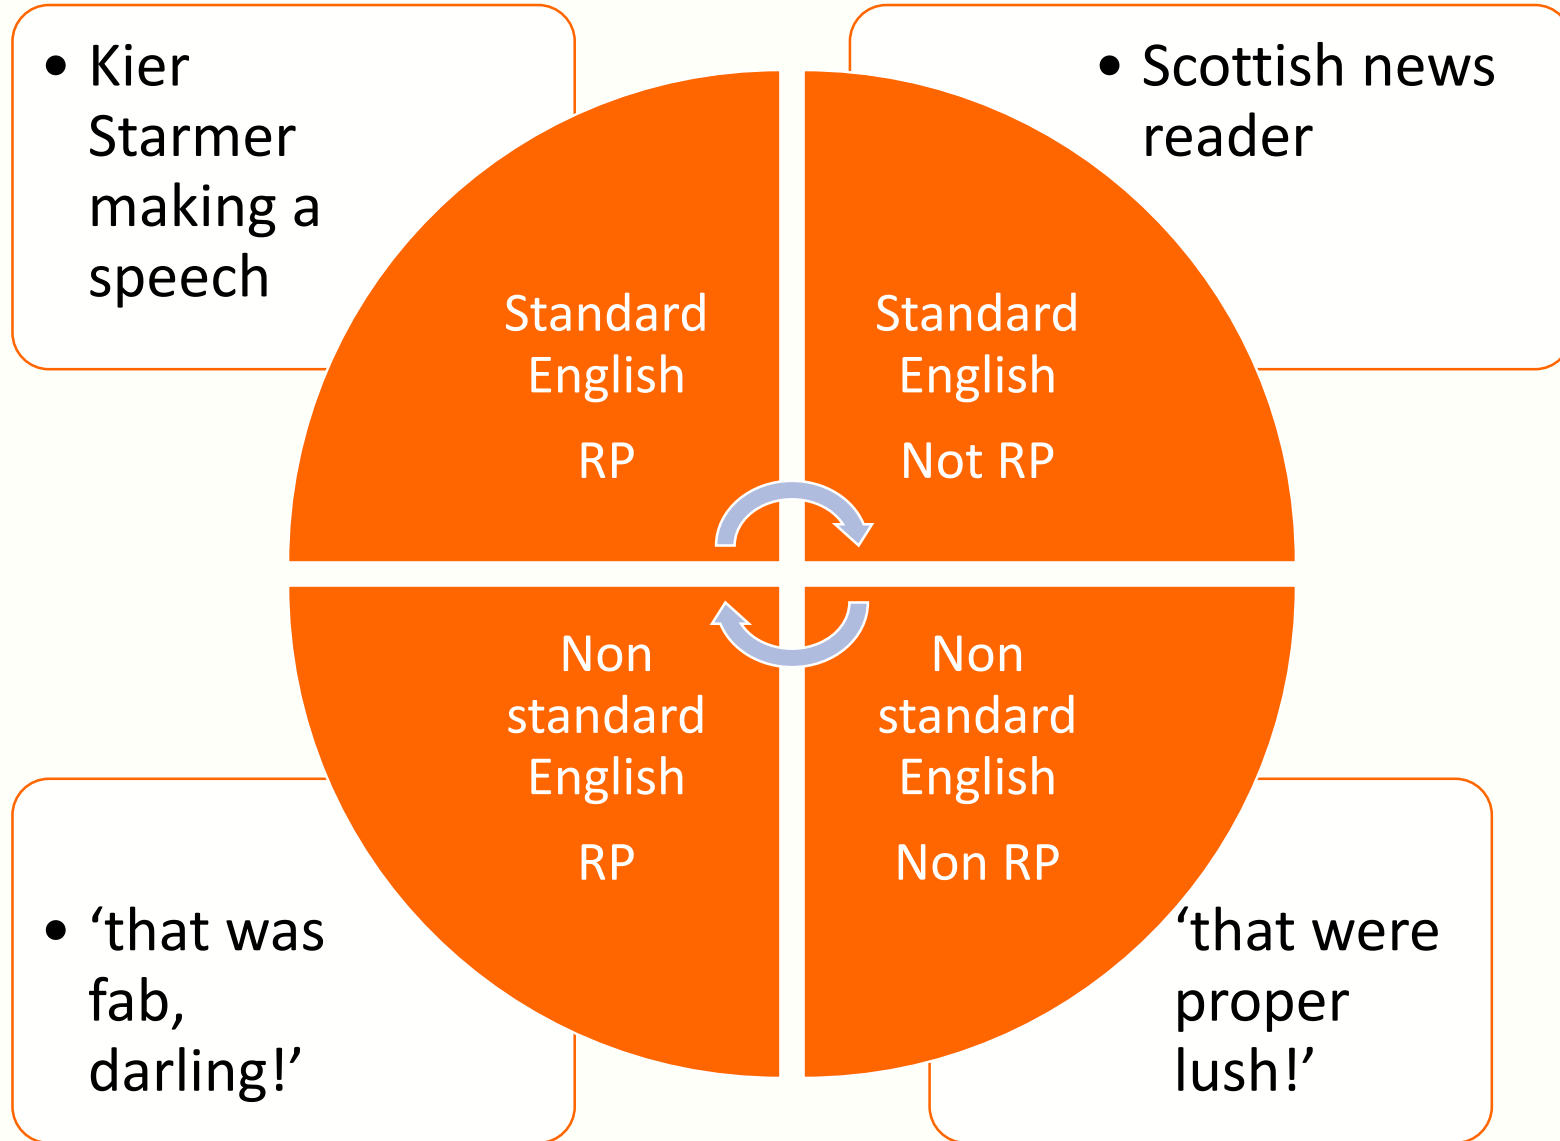 • Kier
Starmer
making a
speech
• Scottish news
reader
Standard
English
RP
Standard
English
Not RP
Non
standard
English
RP
Non
standard
English
Non RP
• ‘that was
fab,
darling!’
‘that were
proper
lush!’